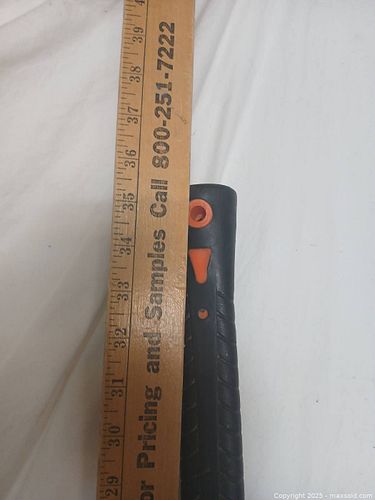 or Pricing and Samples Call 800-251-7222
29 30 31 32 33 34 35 36 37 38 39
Copyright 2025 - maxsold.com